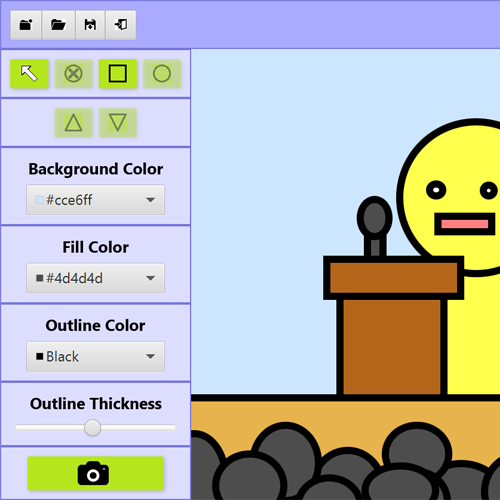 Background Color
#cce6ff
Fill Color
#4d4d4d
Outline Color
Black
Outline Thickness